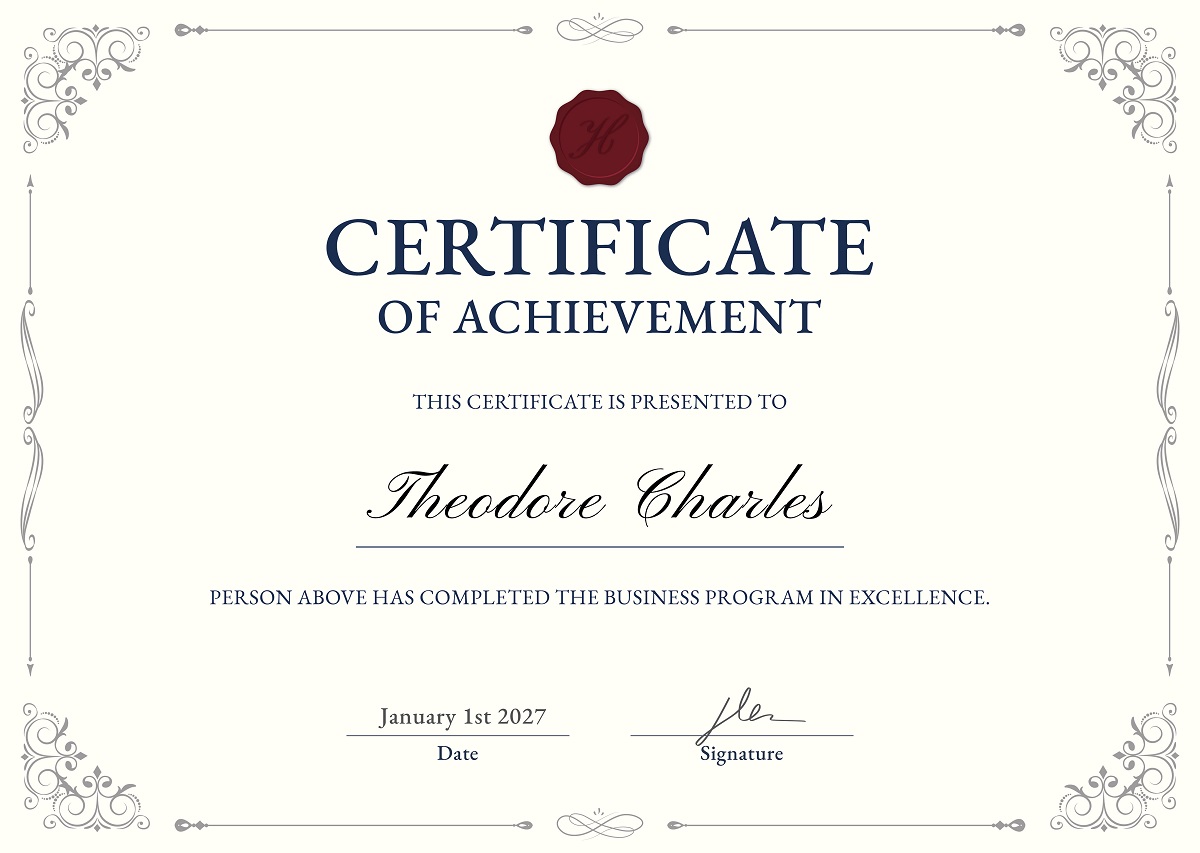 H
CERTIFICATE
OF ACHIEVEMENT
THIS CERTIFICATE IS PRESENTED TO
Theodore Charles
PERSON ABOVE HAS COMPLETED THE BUSINESS PROGRAM IN EXCELLENCE.
January 1st 2027
Date
Signature